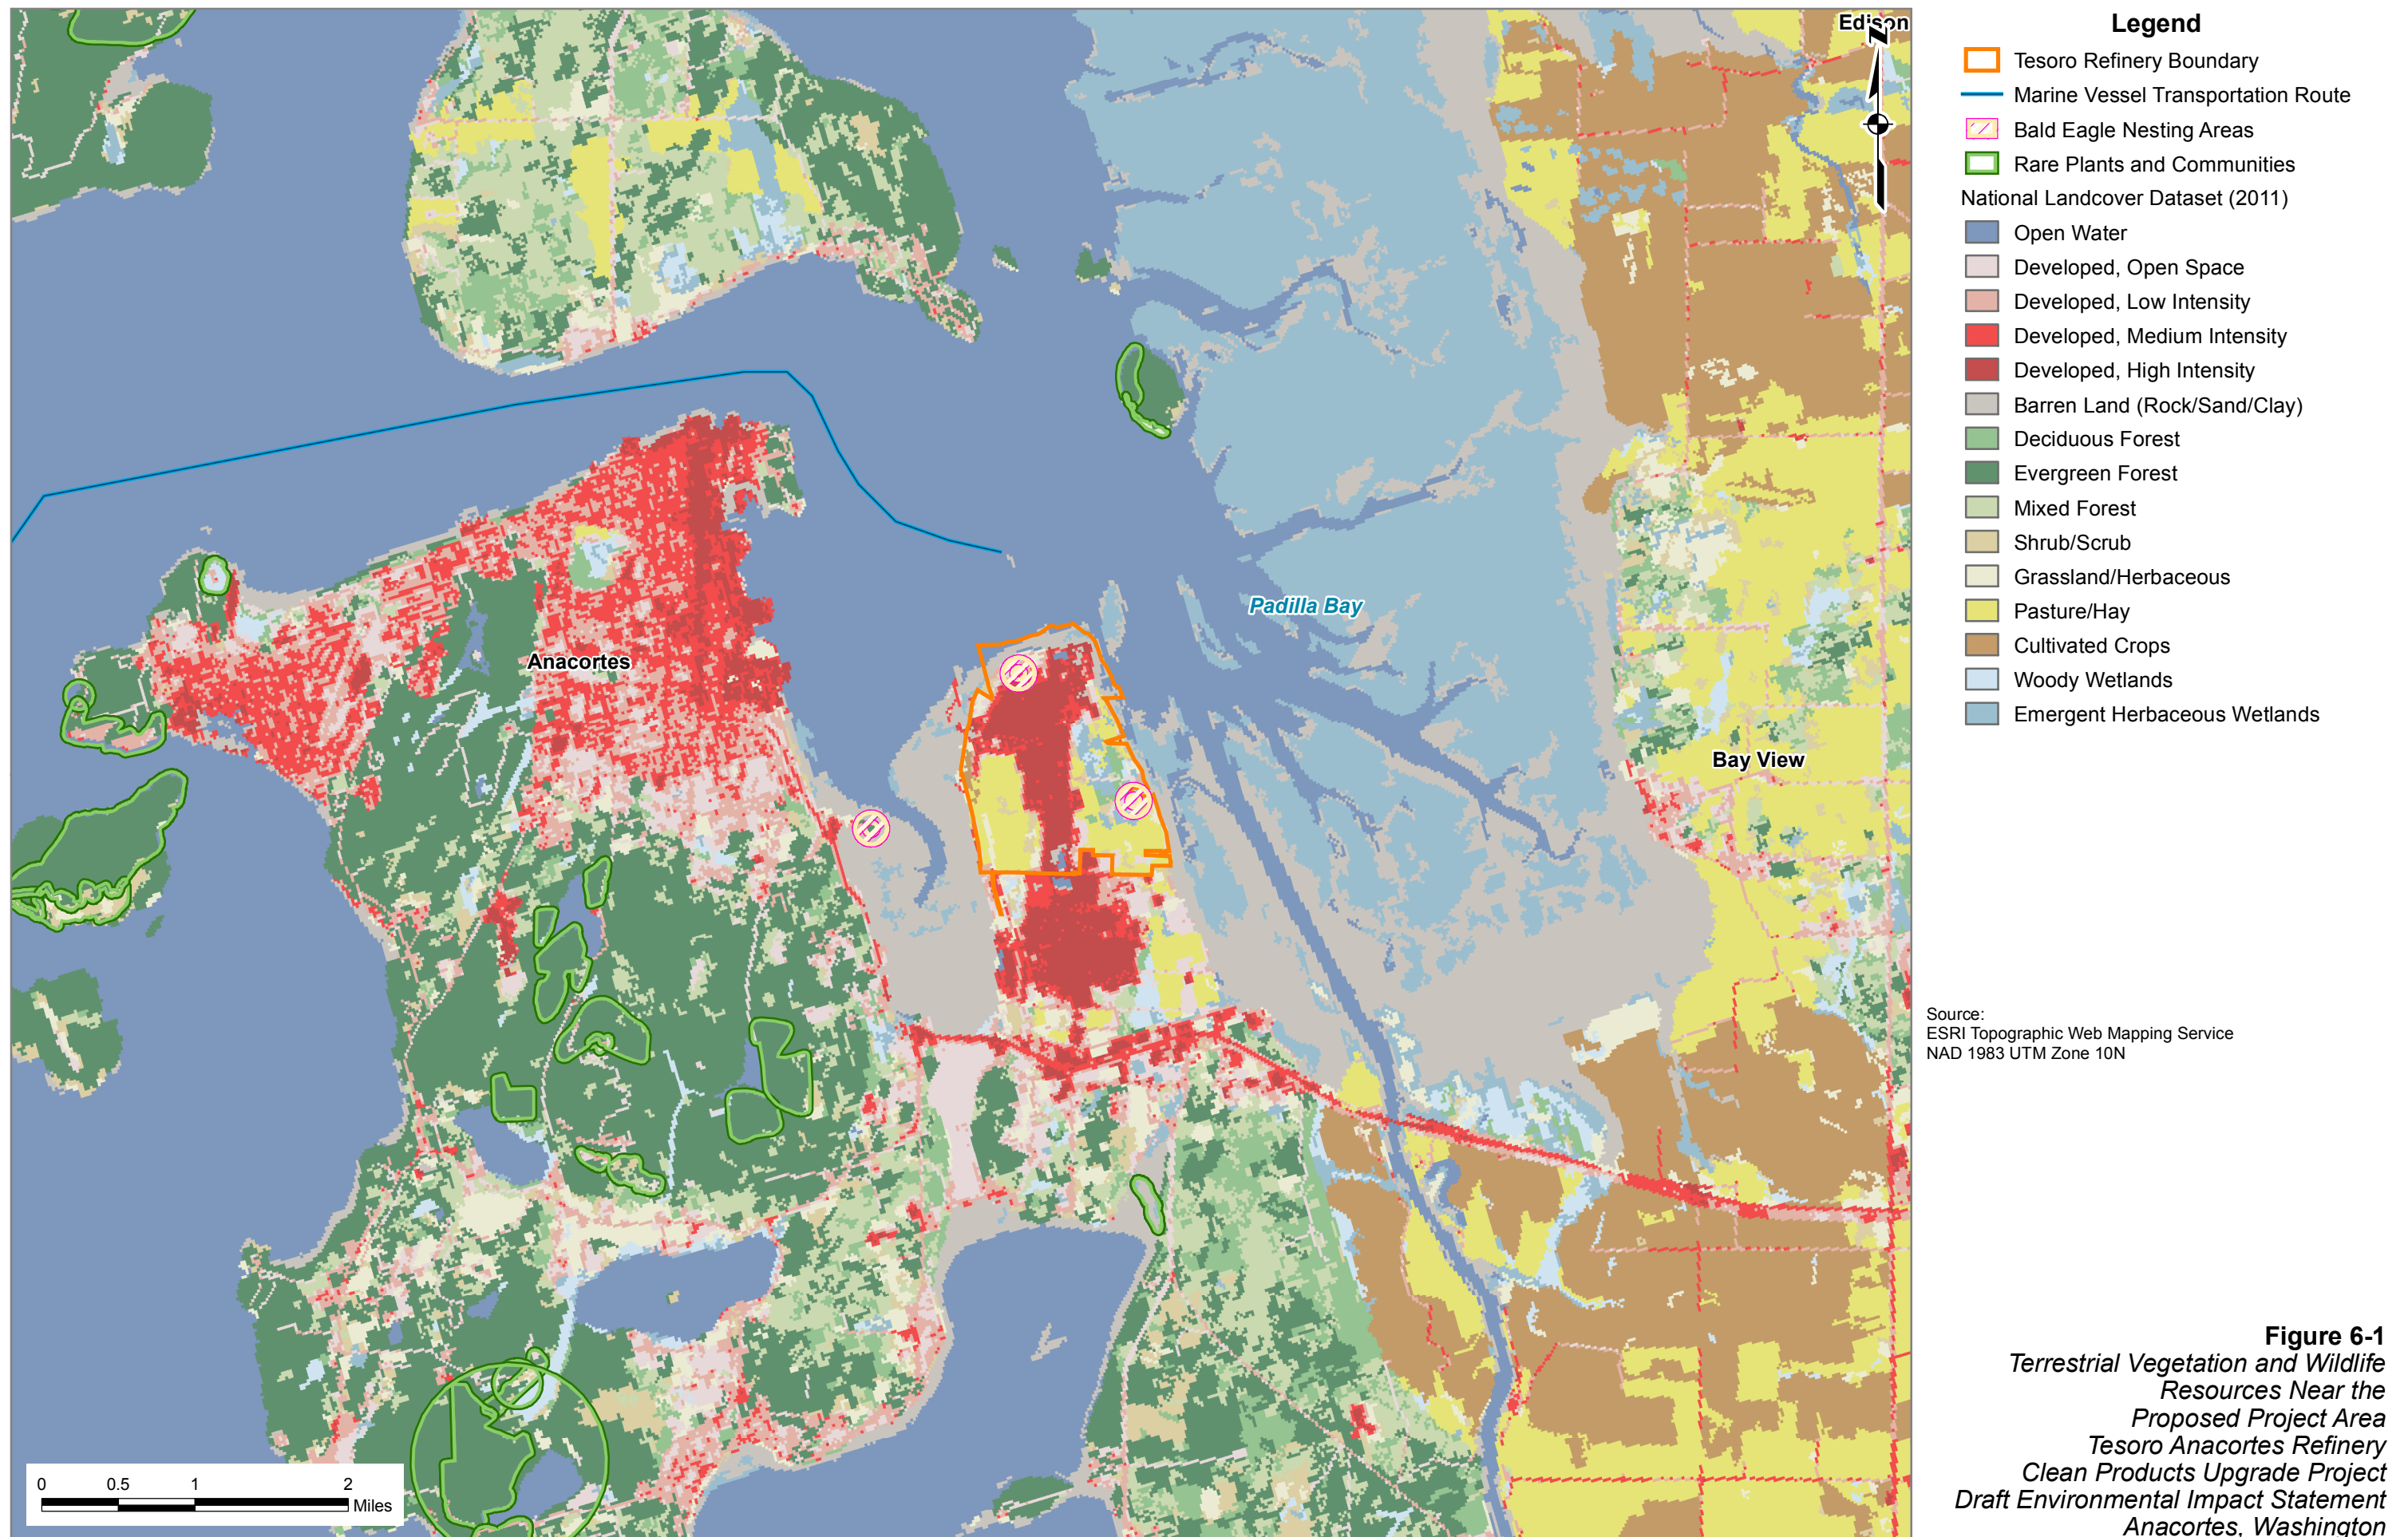 Edison
N
Padilla Bay
Anacortes
Bay View
0 0.5 1 2
Miles
Legend
Tesoro Refinery Boundary
Marine Vessel Transportation Route
Bald Eagle Nesting Areas
Rare Plants and Communities
National Landcover Dataset (2011)
Open Water
Developed, Open Space
Developed, Low Intensity
Developed, Medium Intensity
Developed, High Intensity
Barren Land (Rock/Sand/Clay)
Deciduous Forest
Evergreen Forest
Mixed Forest
Shrub/Scrub
Grassland/Herbaceous
Pasture/Hay
Cultivated Crops
Woody Wetlands
Emergent Herbaceous Wetlands
Source:
ESRI Topographic Web Mapping Service
NAD 1983 UTM Zone 10N
Figure 6-1
Terrestrial Vegetation and Wildlife
Resources Near the
Proposed Project Area
Tesoro Anacortes Refinery
Clean Products Upgrade Project
Draft Environmental Impact Statement
Anacortes, Washington